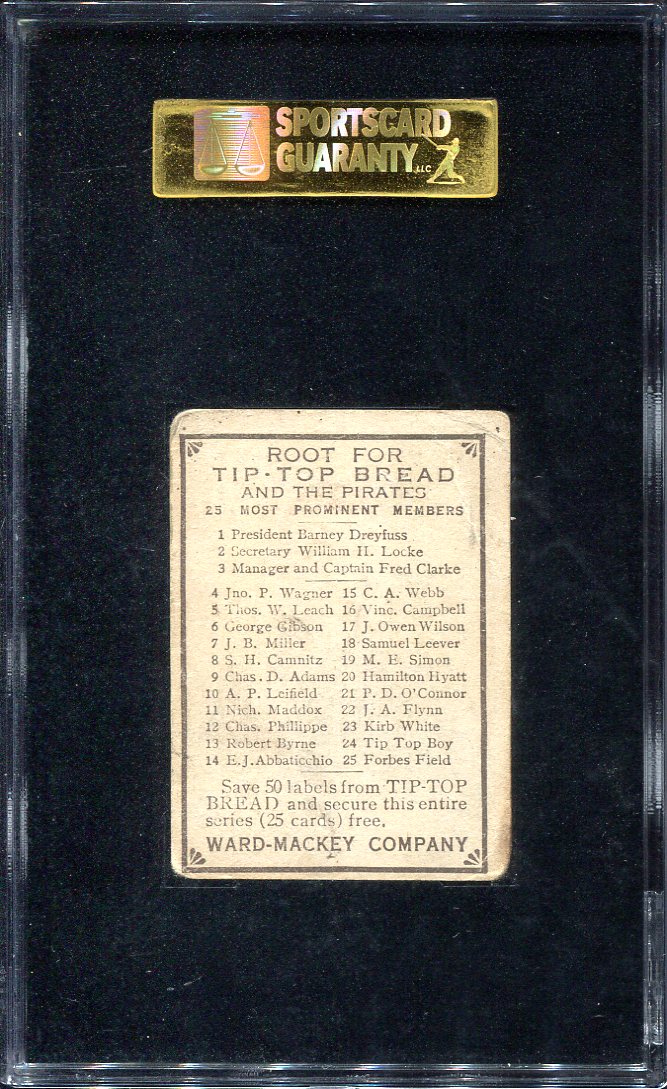 SPORTSCARD
GUARANTY LLC
ROOT FOR
TIP-TOP BREAD
AND THE PIRATES
25 MOST PROMINENT MEMBERS
1 President Barney Dreyfuss
2 Secretary William H. Locke
3 Manager and Captain Fred Clarke
4 Jno. P. Wagner 15 C. A. Webb
5 Thos. W. Leach 16 Vinc. Campbell
6 George Gibson 17 J. Owen Wilson
7 J. B. Miller 18 Samuel Leever
8 S. H. Camnitz 19 M. E. Simon
9 Chas. D. Adams 20 Hamilton Hyatt
10 A. P. Leifield 21 P. D. O'Connor
11 Nich. Maddox 22 J. A. Flynn
12 Chas. Phillippe 23 Kirb White
13 Robert Byrne 24 Tip Top Boy
14 E. J. Abbaticchio 25 Forbes Field
Save 50 labels from TIP-TOP
BREAD and secure this entire
series (25 cards) free.
WARD-MACKEY COMPANY